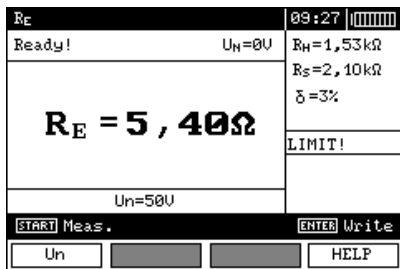 RE 09:27
Ready! UN=0V
RH=1,53kΩ
RS=2,10kΩ
δ=3%
RE =5,40Ω
LIMIT!
Un=50V
START Meas. ENTER Write
Un HELP